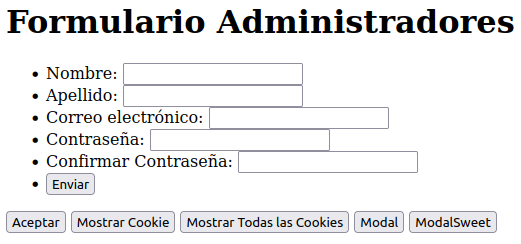 Formulario Administradores
Nombre:
Apellido:
Correo electrónico:
Contraseña:
Confirmar Contraseña:
Enviar
Aceptar Mostrar Cookie Mostrar Todas las Cookies Modal ModalSweet